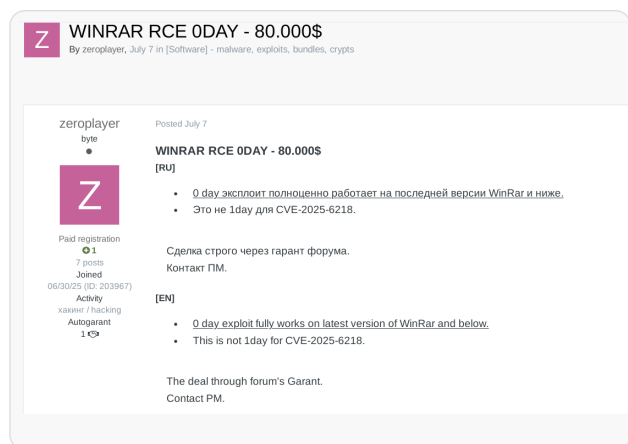 Z
WINRAR RCE 0DAY - 80.000$
By zeroplayer, July 7 in [Software] - malware, exploits, bundles, crypts
zeroplayer
byte
Z
Paid registration
1
7 posts
Joined
06/30/25 (ID: 203967)
Activity
хакинг / hacking
Autogarant
1
Posted July 7
WINRAR RCE 0DAY - 80.000$
[RU]
• 0 day эксплоит полноценно работает на последней версии WinRar и ниже.
• Это не 1day для CVE-2025-6218.
Сделка строго через гарант форума.
Контакт ПМ.
[EN]
• 0 day exploit fully works on latest version of WinRar and below.
• This is not 1day for CVE-2025-6218.
The deal through forum's Garant.
Contact PM.